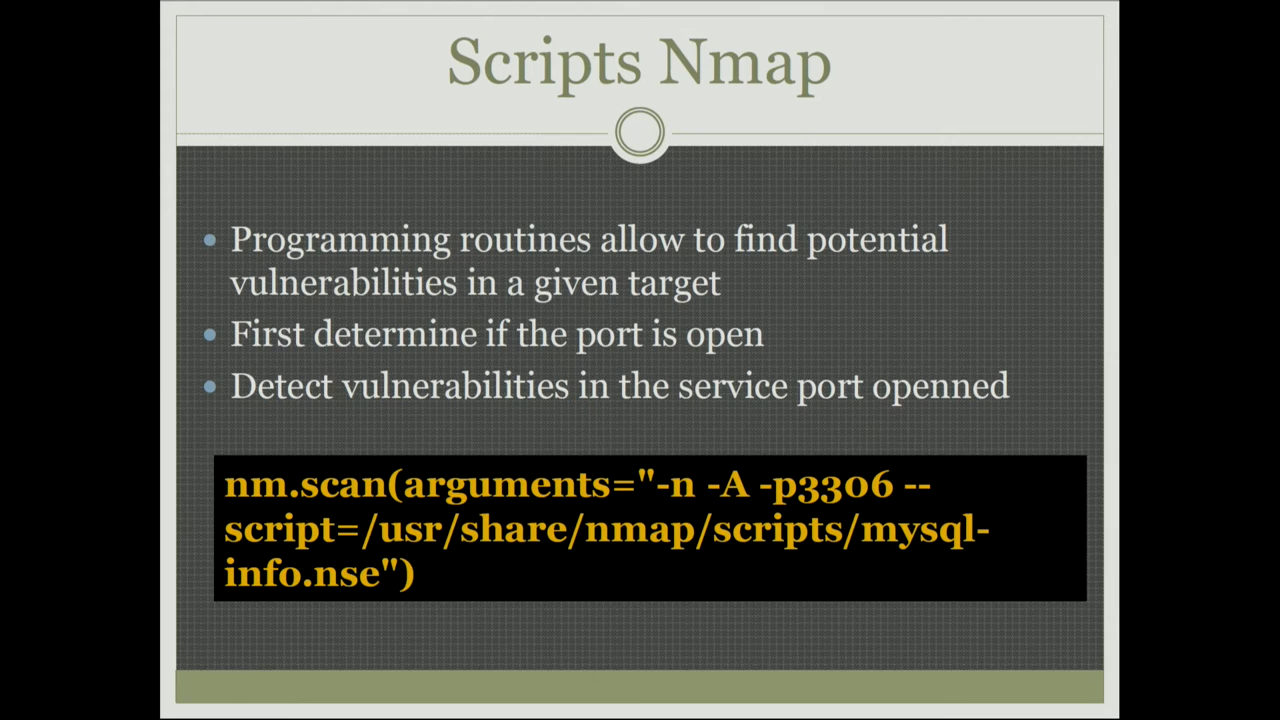 Scripts Nmap
Programming routines allow to find potential
vulnerabilities in a given target
First determine if the port is open
Detect vulnerabilities in the service port openned
nm.scan(arguments="-n -A -p3306 --
script=/usr/share/nmap/scripts/mysql-
info.nse")